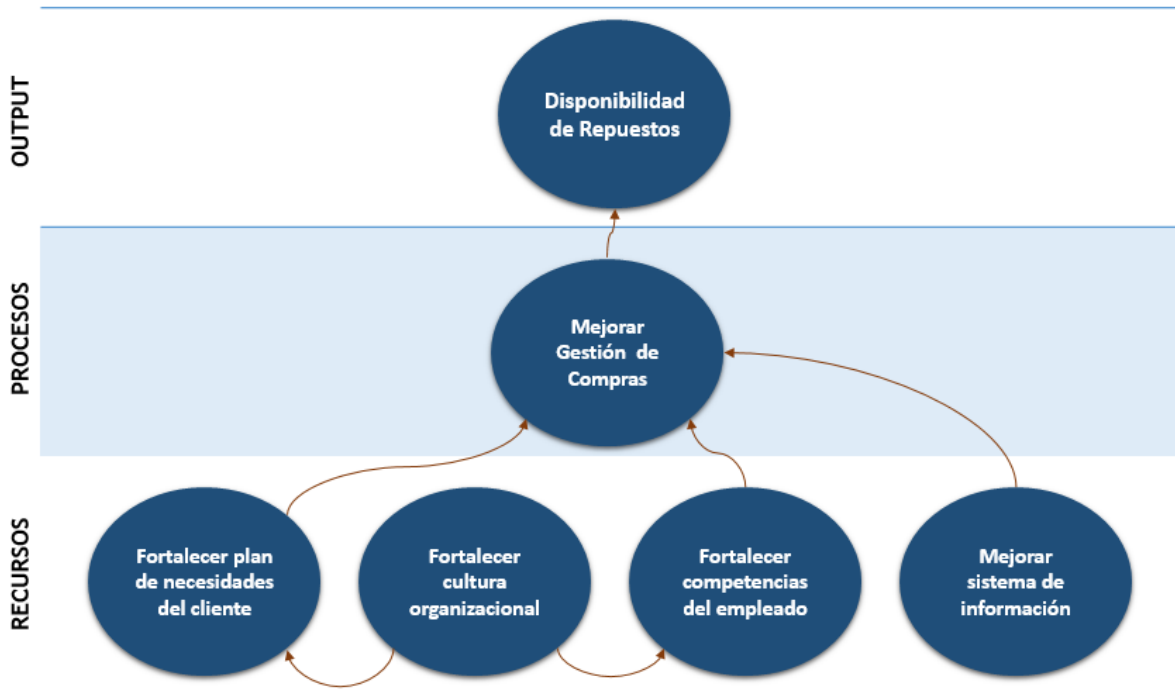 OUTPUT
Disponibilidad
de Repuestos
PROCESOS
Mejorar
Gestión de
Compras
RECURSOS
Fortalecer plan
de necesidades
del cliente
Fortalecer
cultura
organizacional
Fortalecer
competencias
del empleado
Mejorar
sistema de
información